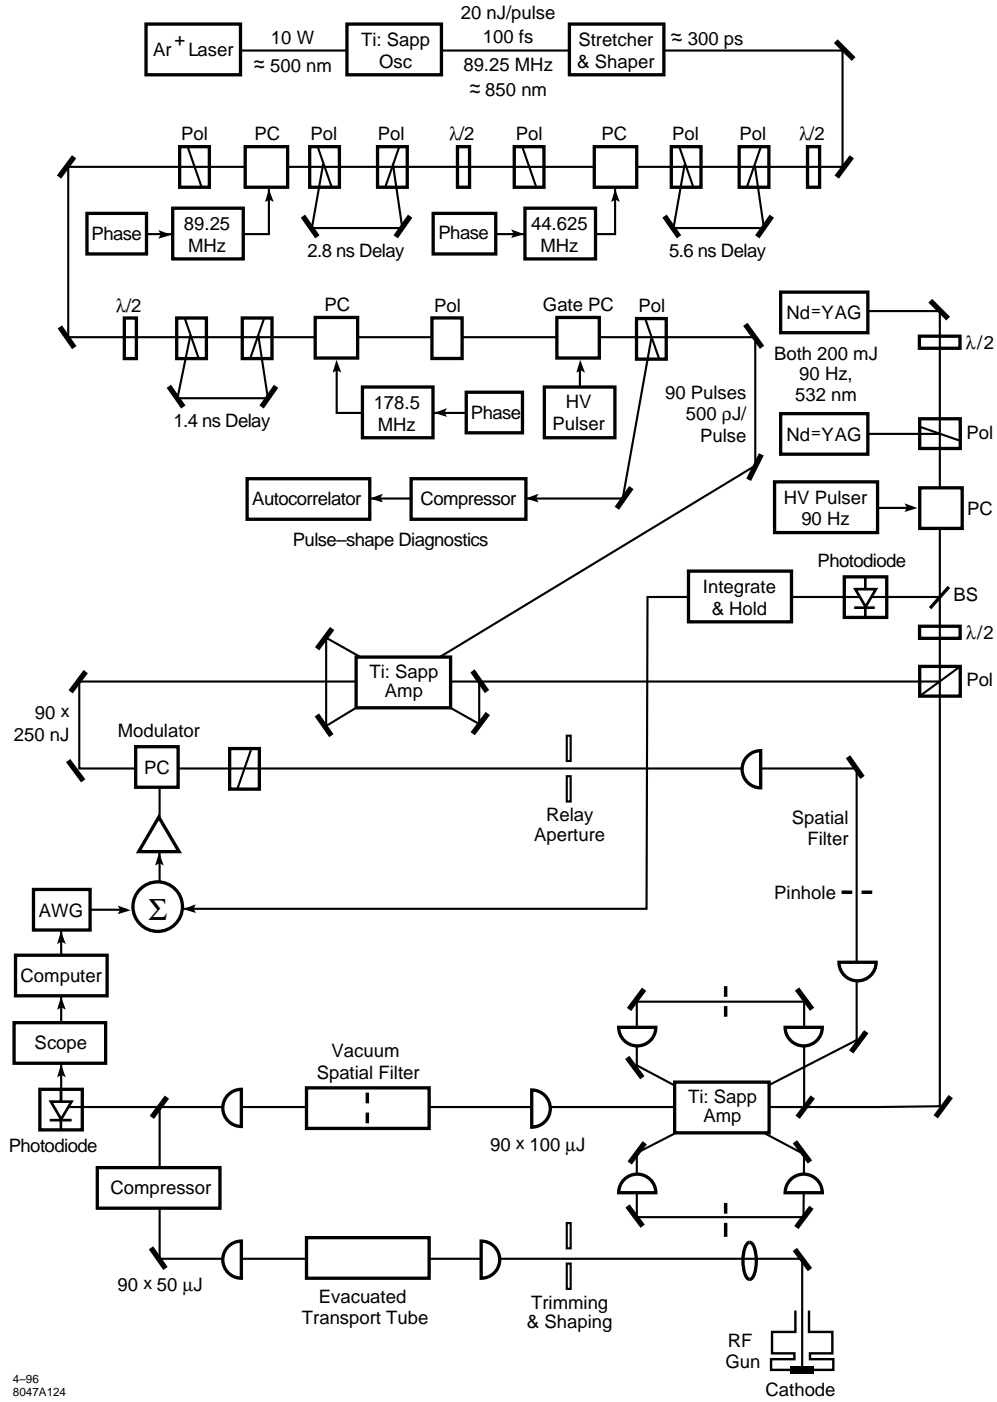 20 nJ/pulse
Ar+ Laser
10 W
≈ 500 nm
Ti: Sapp
Osc
100 fs
89.25 MHz
≈ 850 nm
Stretcher
& Shaper
≈ 300 ps
Pol
PC
Pol
Pol
λ/2
Pol
PC
Pol
Pol
λ/2
Phase
89.25
MHz
2.8 ns Delay
Phase
44.625
MHz
5.6 ns Delay
λ/2
PC
Pol
Gate PC
Pol
1.4 ns Delay
178.5
MHz
Phase
HV
Pulser
90 Pulses
500 ρJ/
Pulse
Nd=YAG
λ/2
Both 200 mJ
90 Hz,
532 nm
Nd=YAG
Pol
Autocorrelator
Compressor
Pulse–shape Diagnostics
HV Pulser
90 Hz
PC
Photodiode
Integrate
& Hold
BS
λ/2
Ti: Sapp
Amp
Pol
90 x
250 nJ
Modulator
PC
Relay
Aperture
Spatial
Filter
Pinhole
AWG
Σ
Computer
Scope
Vacuum
Spatial Filter
Ti: Sapp
Amp
Photodiode
90 x 100 μJ
Compressor
90 x 50 μJ
Evacuated
Transport Tube
Trimming
& Shaping
RF
Gun
Cathode
4–96
8047A124